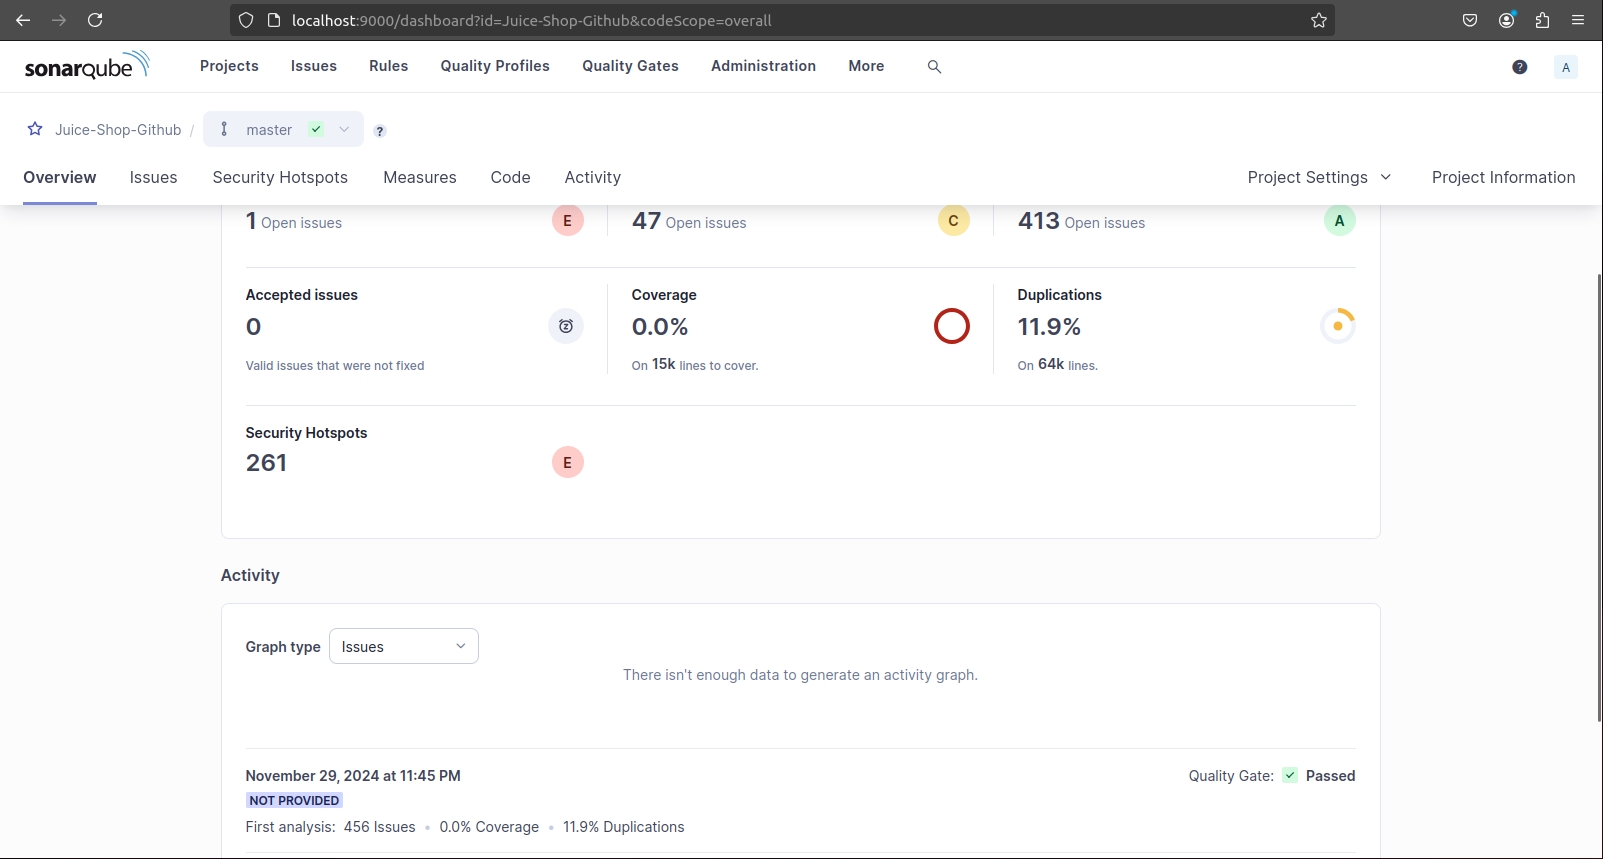 localhost:9000/dashboard?id=Juice-Shop-Github&codeScope=overall
sonarqube Projects Issues Rules Quality Profiles Quality Gates Administration More ? A
Juice-Shop-Github / master ?
Overview Issues Security Hotspots Measures Code Activity Project Settings Project Information
1 Open issues E 47 Open issues C 413 Open issues A
Accepted issues Coverage Duplications
0 0.0% 11.9%
Valid issues that were not fixed On 15k lines to cover. On 64k lines.
Security Hotspots
261 E
Activity
Graph type Issues
There isn't enough data to generate an activity graph.
November 29, 2024 at 11:45 PM Quality Gate: Passed
NOT PROVIDED
First analysis: 456 Issues • 0.0% Coverage • 11.9% Duplications